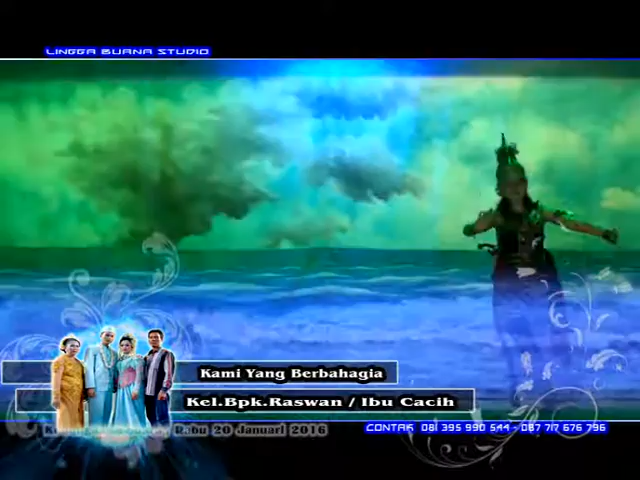 LINGGA BUANA STUDIO
Kami Yang Berbahagia
Kel.Bpk.Raswan / Ibu Cacih
Rabu 20 Januari 2016
CONTAK 081 395 990 544 - 087 717 676 796